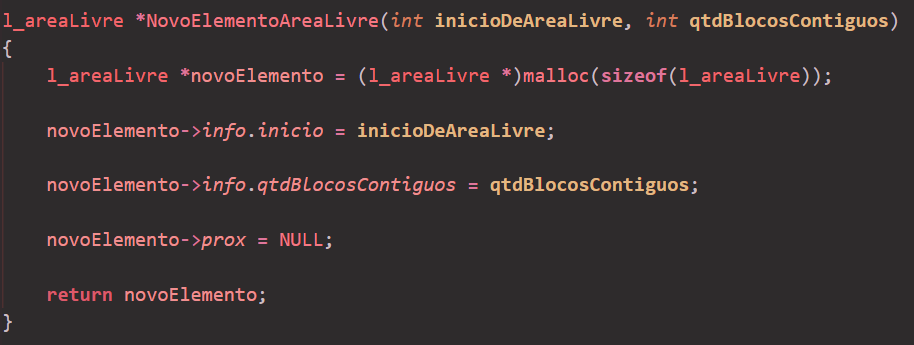 l_areaLivre *NovoElementoAreaLivre(int inicioDeAreaLivre, int qtdBlocosContiguos)
{
    l_areaLivre *novoElemento = (l_areaLivre *)malloc(sizeof(l_areaLivre));
    novoElemento->info.inicio = inicioDeAreaLivre;
    novoElemento->info.qtdBlocosContiguos = qtdBlocosContiguos;
    novoElemento->prox = NULL;
    return novoElemento;
}